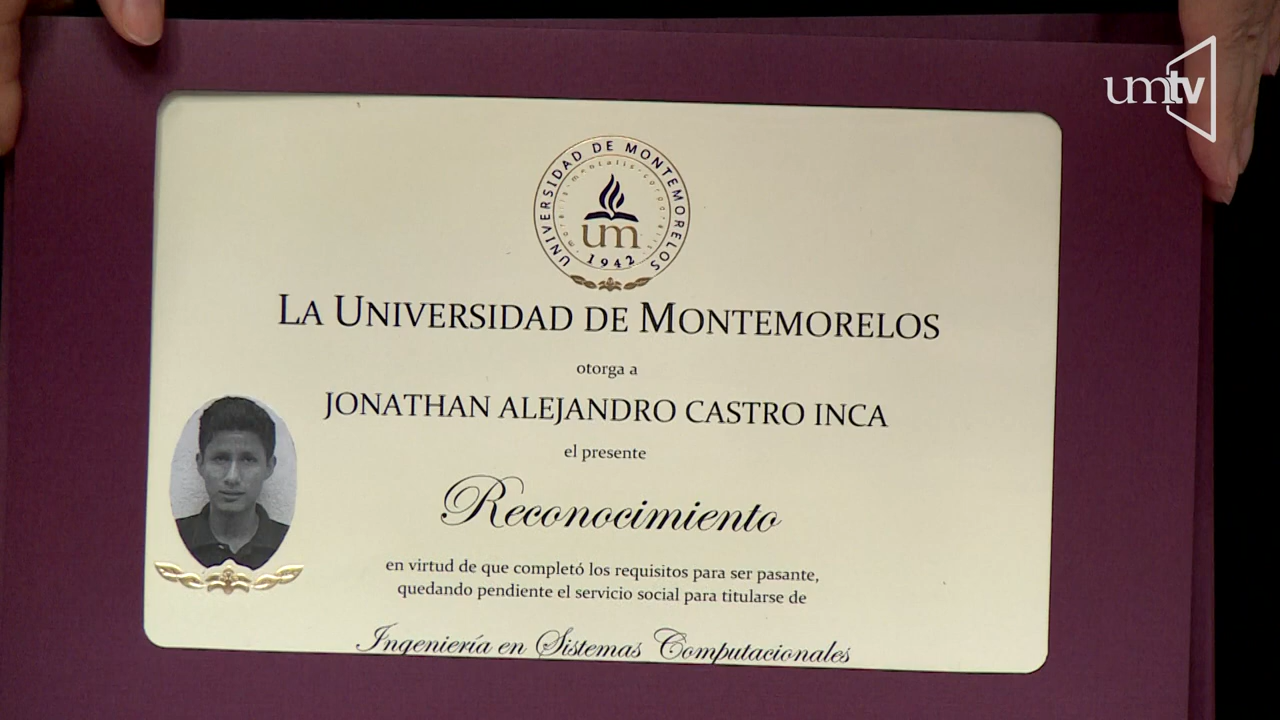 umtv
UNIVERSIDAD DE MONTEMORELOS
um
1942
LA UNIVERSIDAD DE MONTEMORELOS
otorga a
JONATHAN ALEJANDRO CASTRO INCA
el presente
Reconocimiento
en virtud de que completó los requisitos para ser pasante,
quedando pendiente el servicio social para titularse de
Ingeniería en Sistemas Computacionales